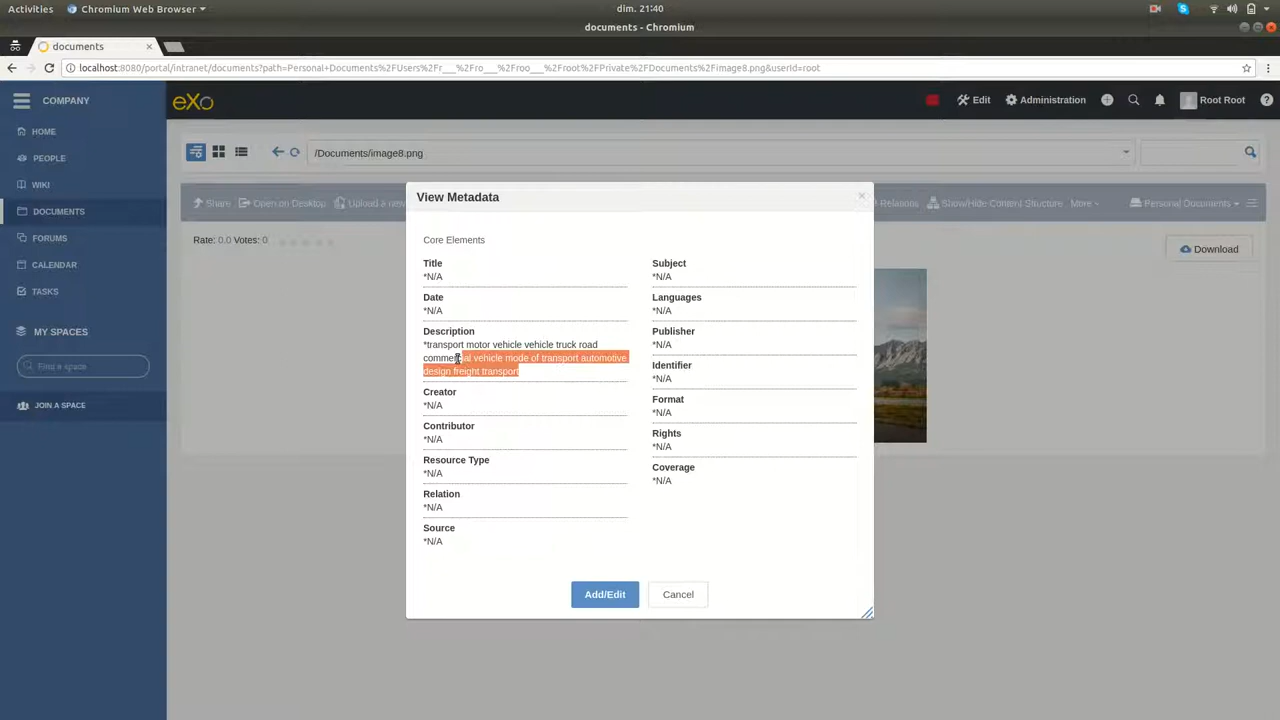 Activities
Chromium Web Browser
dim. 21:40
documents - Chromium
documents
localhost:8080/portal/intranet/documents?path=Personal+Documents%2FUsers%2Fr___%2Fro___%2Froo___%2Froot%2FPrivate%2FDocuments%2Fimage8.png&userId=root
COMPANY
eXo
Edit
Administration
Root Root
HOME
PEOPLE
WIKI
DOCUMENTS
FORUMS
CALENDAR
TASKS
MY SPACES
Find a space
JOIN A SPACE
/Documents/image8.png
Share
Open on Desktop
Upload a new
Relations
Show/Hide Content Structure
More
Personal Documents
Rate: 0.0 Votes: 0
Download
View Metadata
Core Elements
Title
*N/A
Date
*N/A
Description
*transport motor vehicle vehicle truck road
commercial vehicle mode of transport automotive
design freight transport
Creator
*N/A
Contributor
*N/A
Resource Type
*N/A
Relation
*N/A
Source
*N/A
Subject
*N/A
Languages
*N/A
Publisher
*N/A
Identifier
*N/A
Format
*N/A
Rights
*N/A
Coverage
*N/A
Add/Edit
Cancel